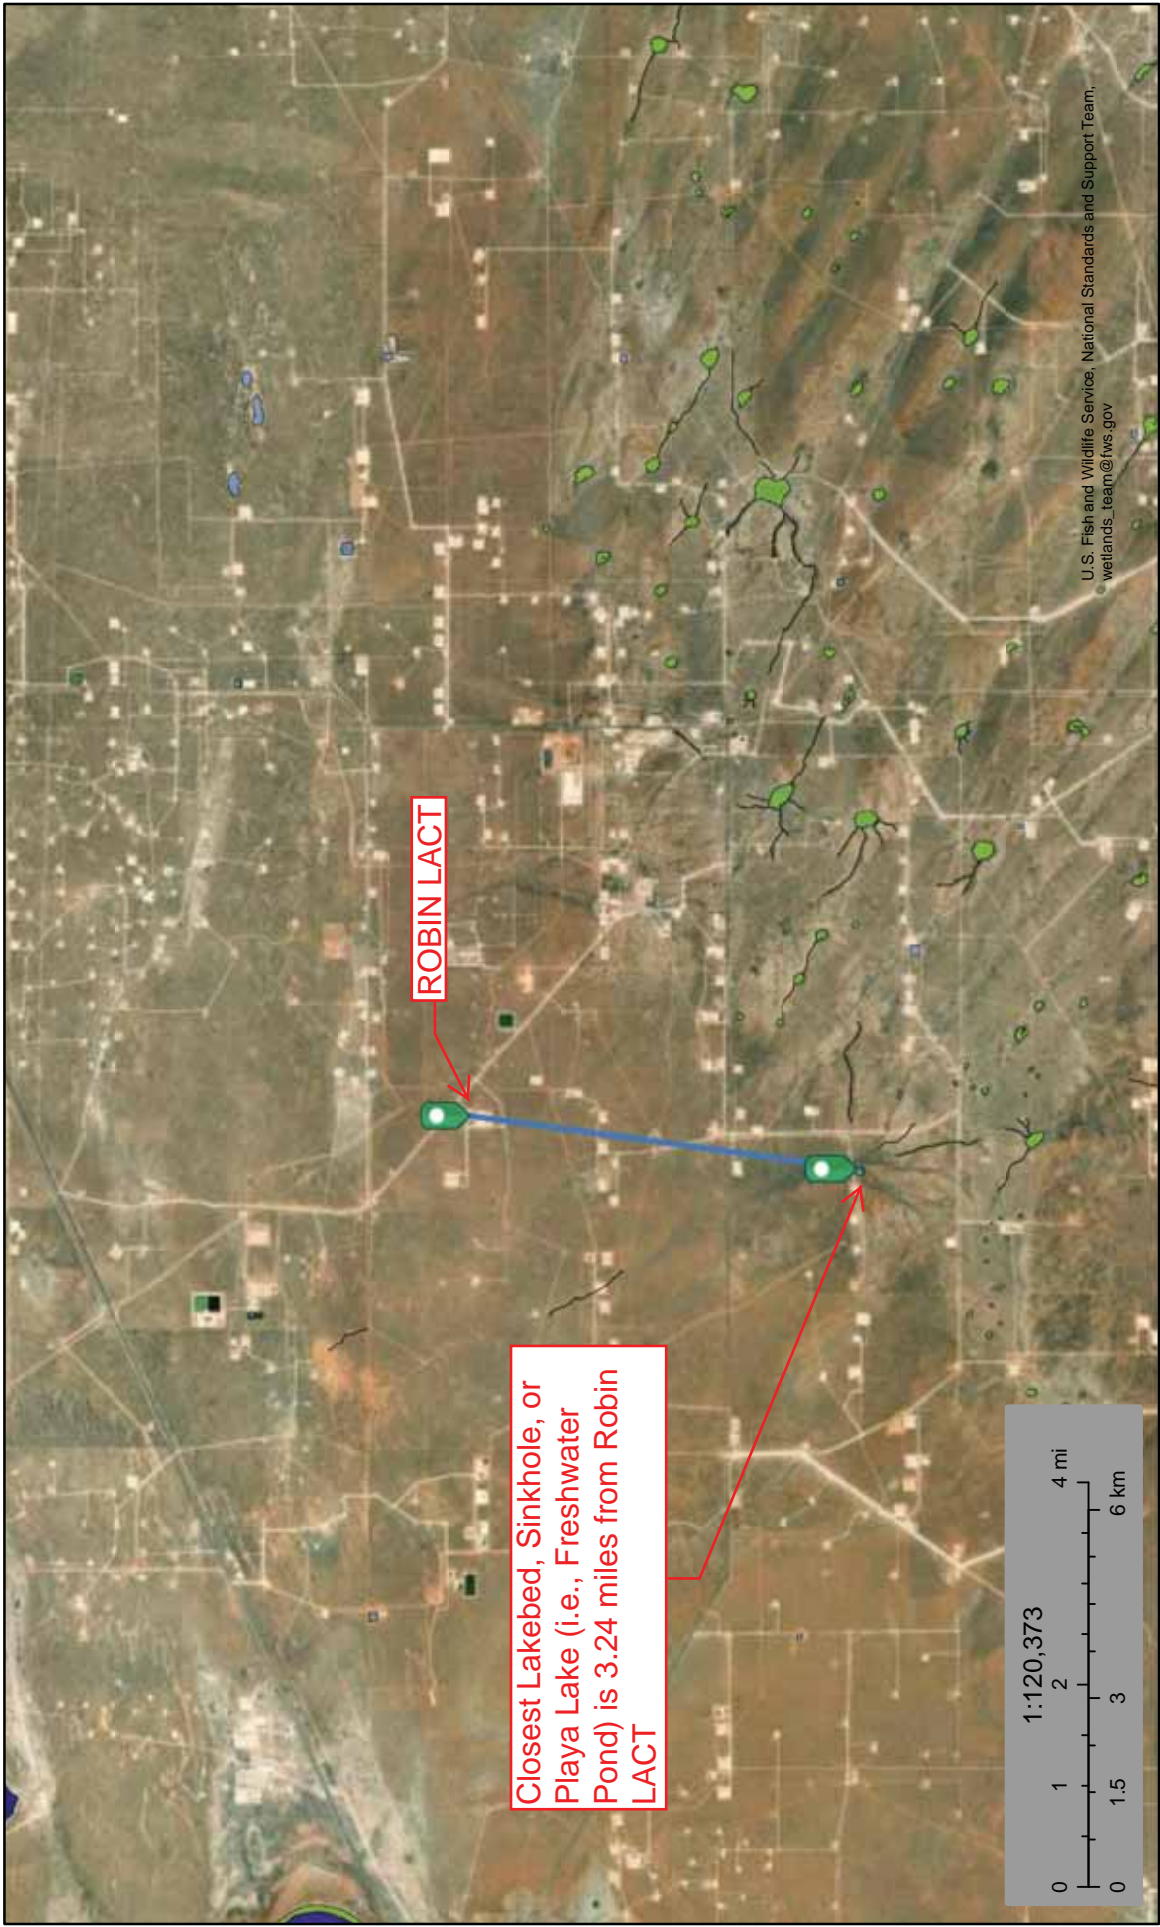 ROBIN LACT
Closest Lakebed, Sinkhole, or
Playa Lake (i.e., Freshwater
Pond) is 3.24 miles from Robin
LACT
1:120,373
0 1 2 4 mi
0 1.5 3 6 km
U.S. Fish and Wildlife Service, National Standards and Support Team,
wetlands_team@fws.gov